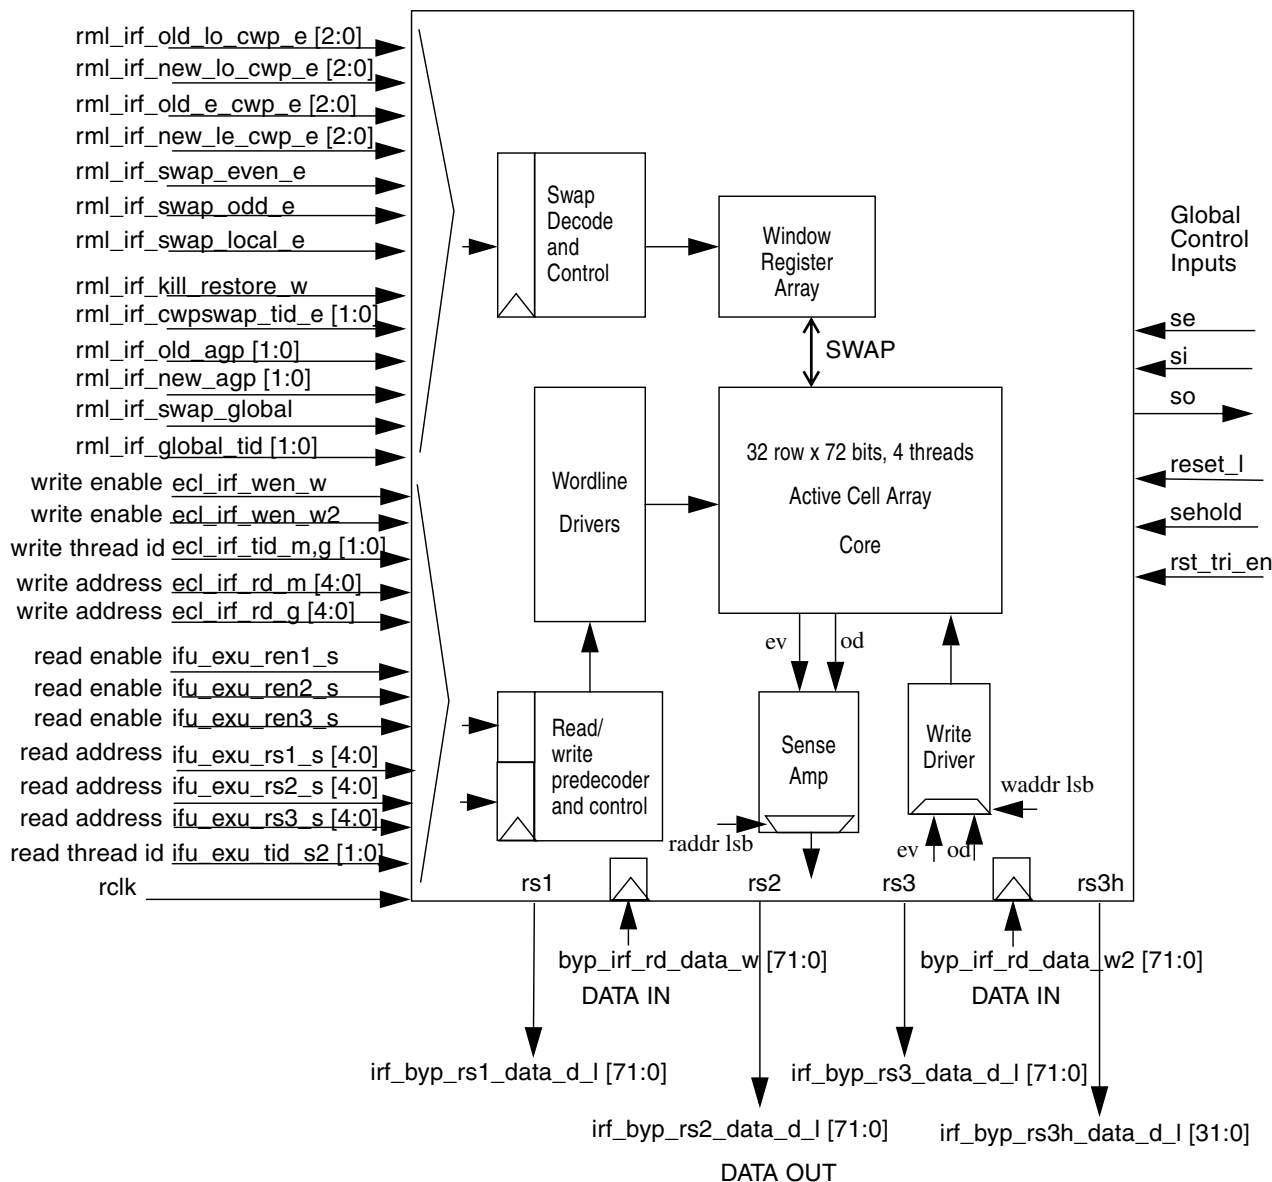 rml_irf_old_lo_cwp_e [2:0]
rml_irf_new_lo_cwp_e [2:0]
rml_irf_old_e_cwp_e [2:0]
rml_irf_new_le_cwp_e [2:0]
rml_irf_swap_even_e
rml_irf_swap_odd_e
rml_irf_swap_local_e
rml_irf_kill_restore_w
rml_irf_cwpswap_tid_e [1:0]
rml_irf_old_agp [1:0]
rml_irf_new_agp [1:0]
rml_irf_swap_global
rml_irf_global_tid [1:0]
write enable ecl_irf_wen_w
write enable ecl_irf_wen_w2
write thread id ecl_irf_tid_m,g [1:0]
write address ecl_irf_rd_m [4:0]
write address ecl_irf_rd_g [4:0]
read enable ifu_exu_ren1_s
read enable ifu_exu_ren2_s
read enable ifu_exu_ren3_s
read address ifu_exu_rs1_s [4:0]
read address ifu_exu_rs2_s [4:0]
read address ifu_exu_rs3_s [4:0]
read thread id ifu_exu_tid_s2 [1:0]
rclk
Swap
Decode
and
Control
Window
Register
Array
SWAP
Wordline
Drivers
32 row x 72 bits, 4 threads
Active Cell Array
Core
ev
od
Read/
write
predecoder
and control
Sense
Amp
raddr lsb
Write
Driver
waddr lsb
ev
od
Global
Control
Inputs
se
si
so
reset_l
sehold
rst_tri_en
rs1
rs2
rs3
rs3h
byp_irf_rd_data_w [71:0]
DATA IN
byp_irf_rd_data_w2 [71:0]
DATA IN
irf_byp_rs1_data_d_l [71:0]
irf_byp_rs3_data_d_l [71:0]
irf_byp_rs2_data_d_l [71:0]
irf_byp_rs3h_data_d_l [31:0]
DATA OUT